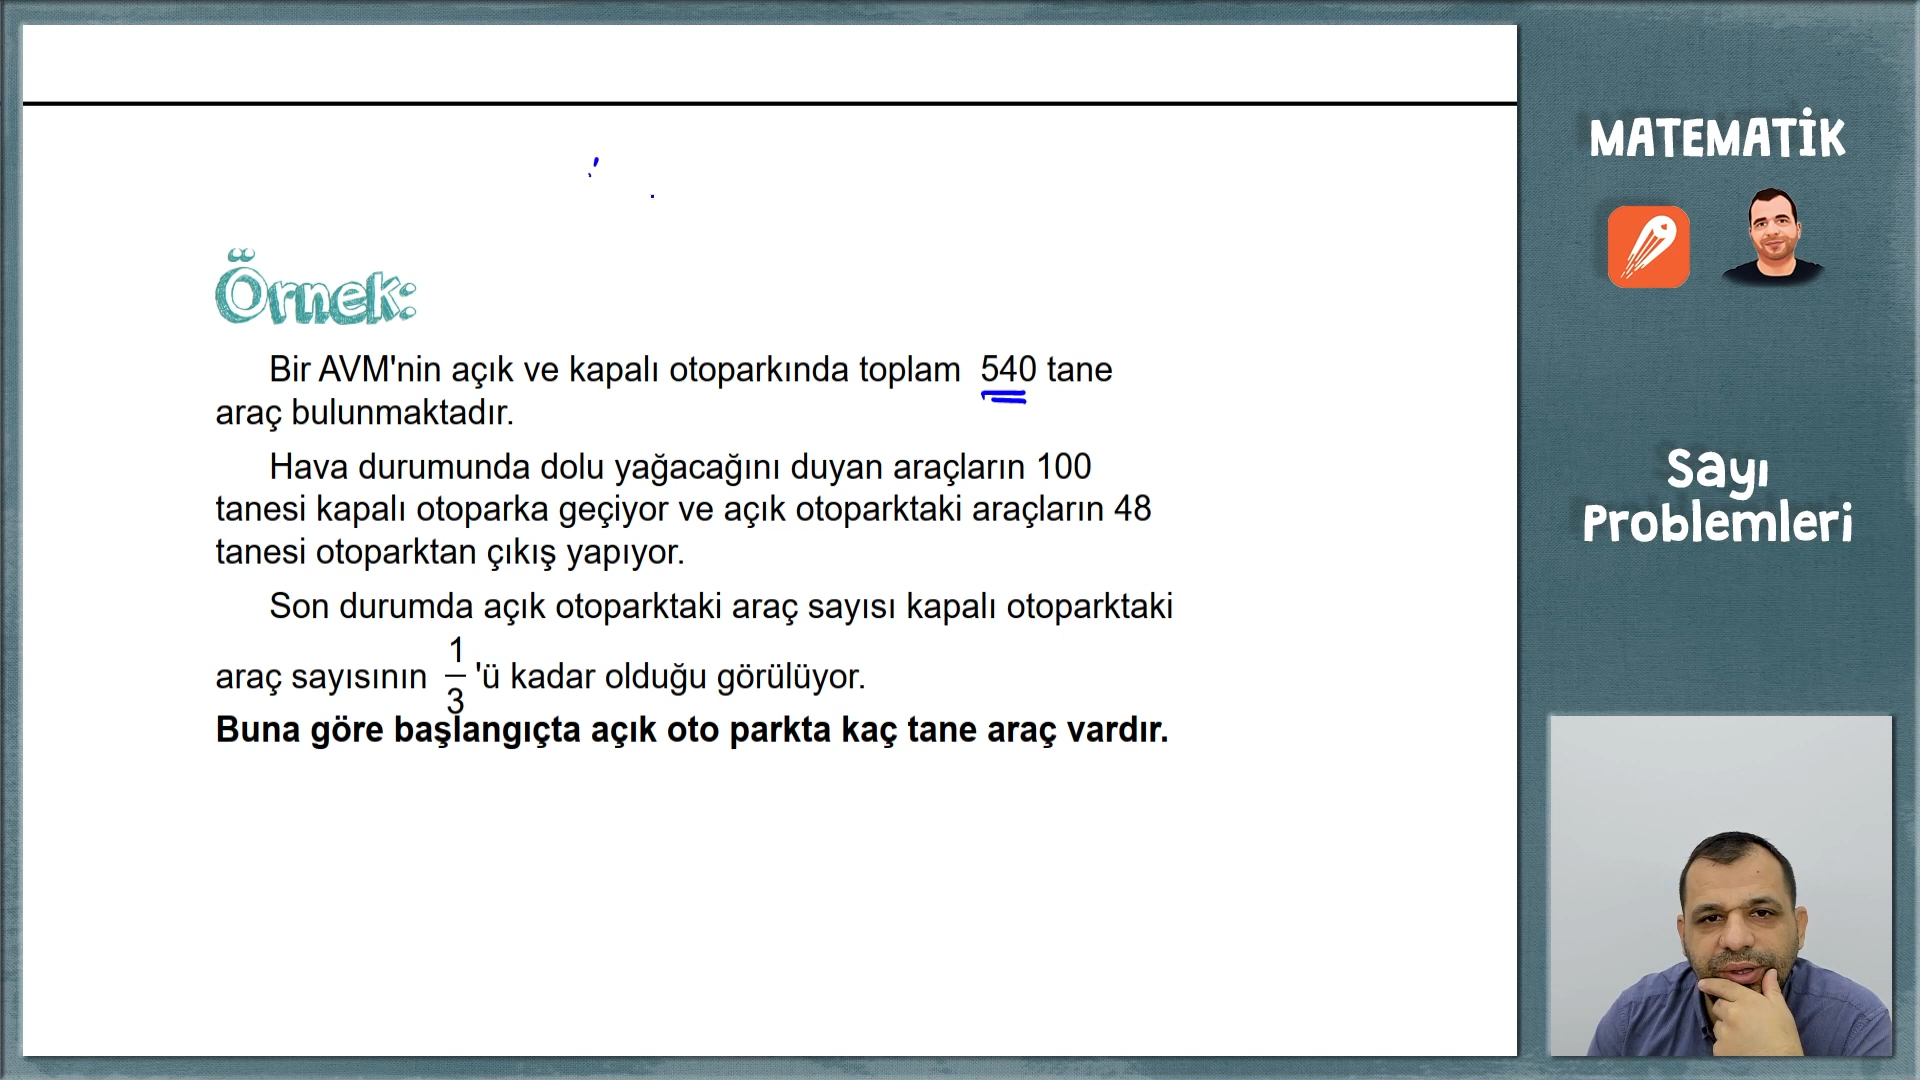 Örnek:
Bir AVM'nin açık ve kapalı otoparkında toplam 540 tane
araç bulunmaktadır.
Hava durumunda dolu yağacağını duyan araçların 100
tanesi kapalı otoparka geçiyor ve açık otoparktaki araçların 48
tanesi otoparktan çıkış yapıyor.
Son durumda açık otoparktaki araç sayısı kapalı otoparktaki
araç sayısının 1/3 'ü kadar olduğu görülüyor.
Buna göre başlangıçta açık oto parkta kaç tane araç vardır.
MATEMATİK
Sayı
Problemleri